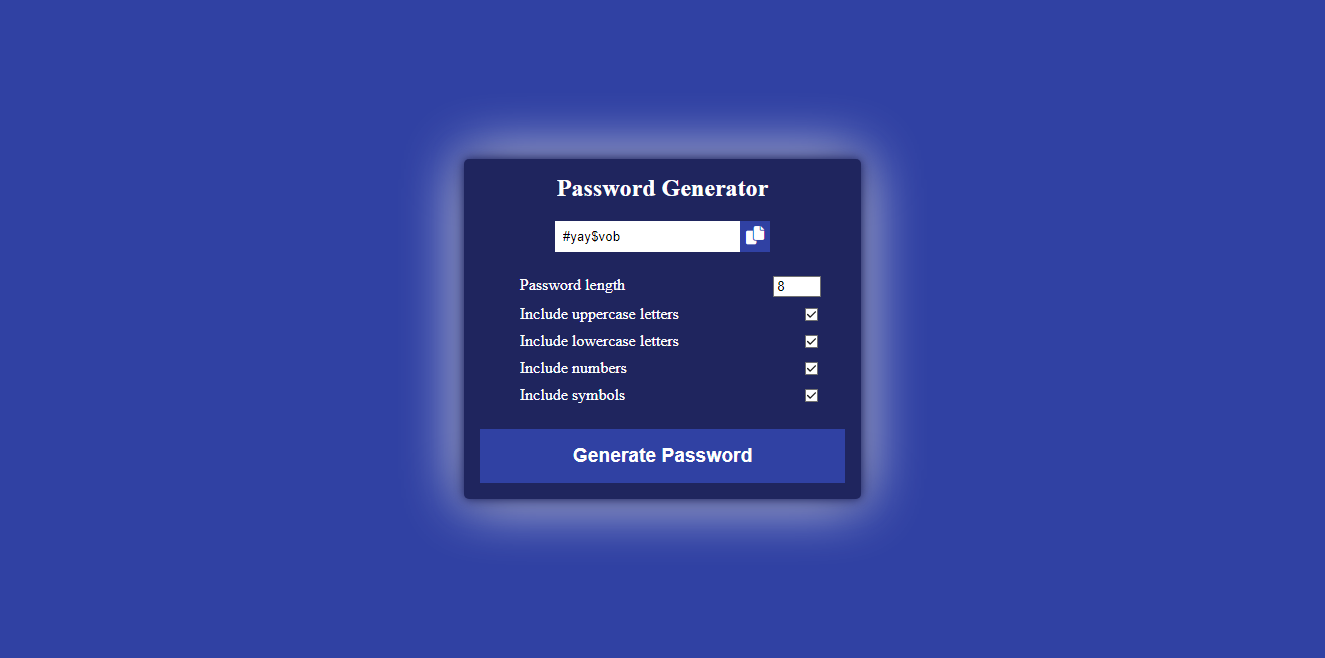 Password Generator
#yay$vob
Password length 8
Include uppercase letters
Include lowercase letters
Include numbers
Include symbols
Generate Password